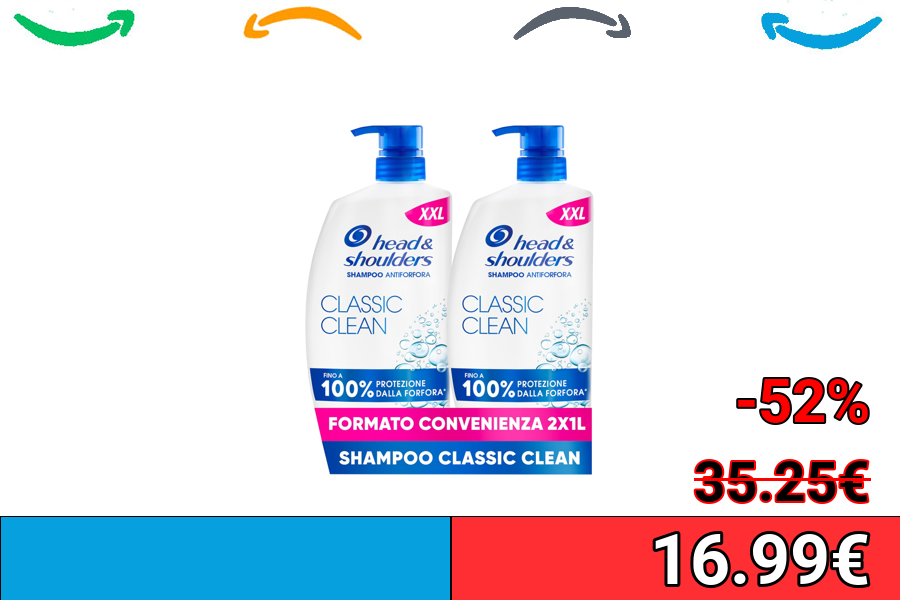 XXL
head&
shoulders
SHAMPOO ANTIFORFORA
CLASSIC
CLEAN
FINO A
100% PROTEZIONE
DALLA FORFORA*
XXL
head&
shoulders
SHAMPOO ANTIFORFORA
CLASSIC
CLEAN
FINO A
100% PROTEZIONE
DALLA FORFORA*
FORMATO CONVENIENZA 2X1L
SHAMPOO CLASSIC CLEAN
-52%
35.25€
16.99€